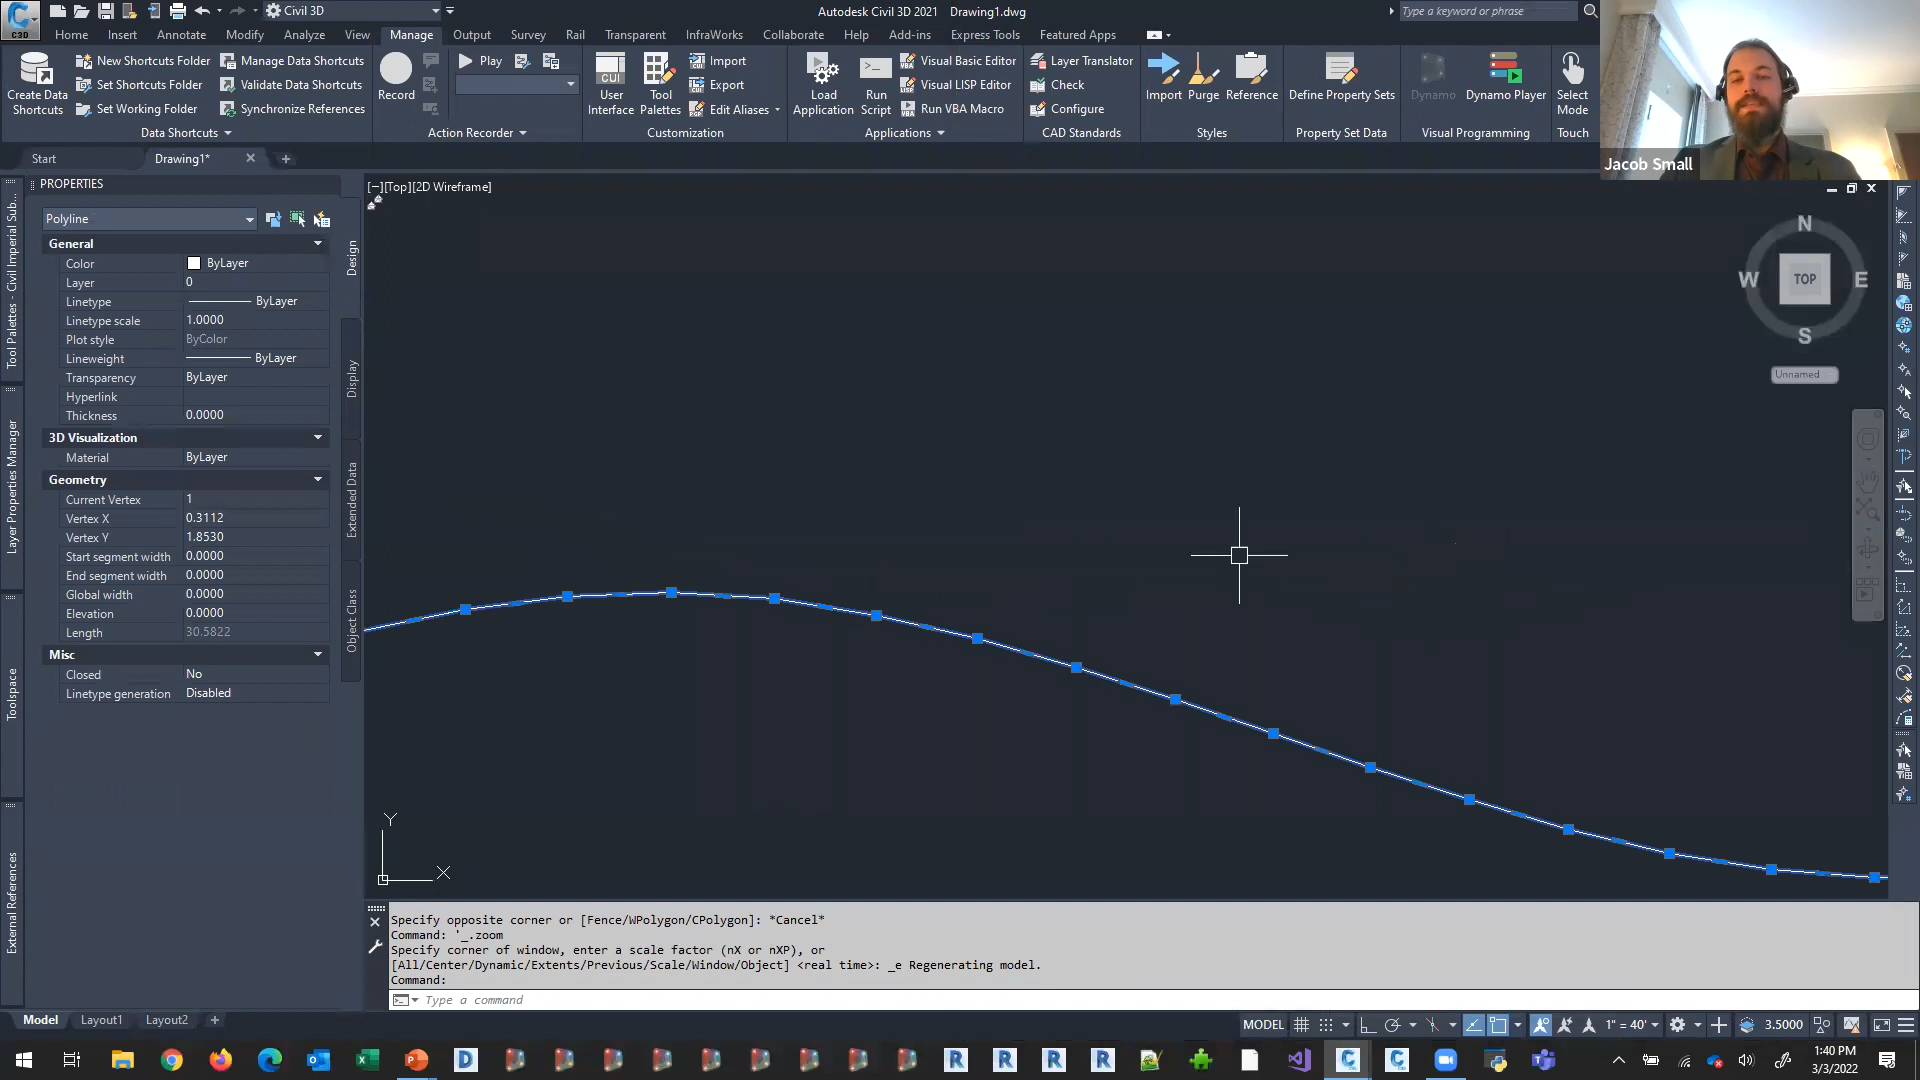 C3D
Civil 3D
Autodesk Civil 3D 2021 Drawing1.dwg
Type a keyword or phrase
Home Insert Annotate Modify Analyze View Manage Output Survey Rail Transparent InfraWorks Collaborate Help Add-ins Express Tools Featured Apps
Create Data Shortcuts
New Shortcuts Folder
Set Shortcuts Folder
Set Working Folder
Manage Data Shortcuts
Validate Data Shortcuts
Synchronize References
Data Shortcuts
Record
Play
Action Recorder
CUI
User Interface
Tool Palettes
Import
Export
Edit Aliases
Customization
Load Application
Run Script
Visual Basic Editor
Visual LISP Editor
Run VBA Macro
Applications
Layer Translator
Check
Configure
CAD Standards
Import
Purge
Reference
Styles
Define Property Sets
Property Set Data
Dynamo
Dynamo Player
Visual Programming
Select Mode
Touch
Jacob Small
Start
Drawing1*
PROPERTIES
Polyline
General
Color ByLayer
Layer 0
Linetype ByLayer
Linetype scale 1.0000
Plot style ByColor
Lineweight ByLayer
Transparency ByLayer
Hyperlink
Thickness 0.0000
3D Visualization
Material ByLayer
Geometry
Current Vertex 1
Vertex X 0.3112
Vertex Y 1.8530
Start segment width 0.0000
End segment width 0.0000
Global width 0.0000
Elevation 0.0000
Length 30.5822
Misc
Closed No
Linetype generation Disabled
Tool Palettes - Civil Imperial Sub...
Layer Properties Manager
Toolspace
External References
Design
Display
Extended Data
Object Class
[−][Top][2D Wireframe]
N
W TOP E
S
Unnamed
Y
X
Specify opposite corner or [Fence/WPolygon/CPolygon]: *Cancel*
Command: '_.zoom
Specify corner of window, enter a scale factor (nX or nXP), or
[All/Center/Dynamic/Extents/Previous/Scale/Window/Object] <real time>: _e Regenerating model.
Command:
Type a command
Model Layout1 Layout2
MODEL 1" = 40' 3.5000
1:40 PM
3/3/2022